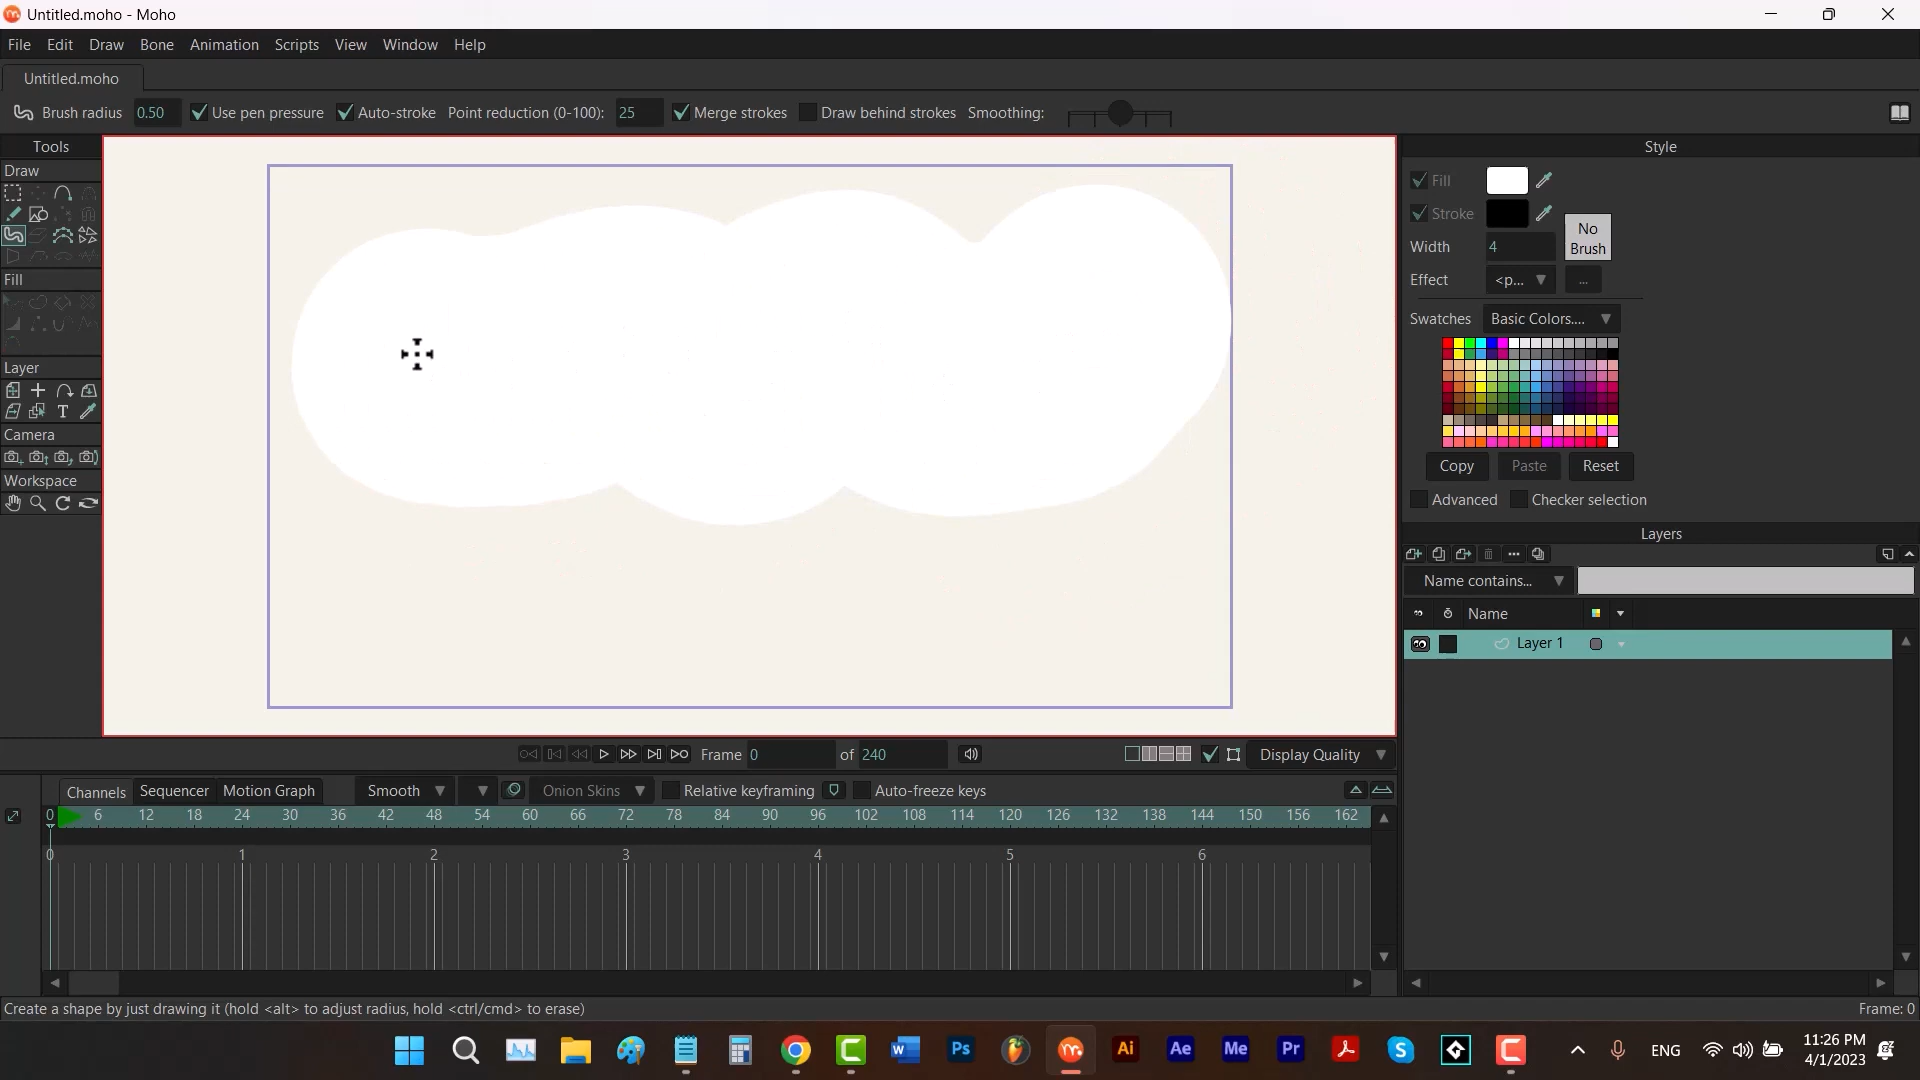 Untitled.moho - Moho
File Edit Draw Bone Animation Scripts View Window Help
Untitled.moho
Brush radius 0.50 Use pen pressure Auto-stroke Point reduction (0-100): 25 Merge strokes Draw behind strokes Smoothing:
Tools
Draw
Fill
Layer
T
Camera
Workspace
Style
Fill
Stroke
No
Brush
Width 4
Effect <p... ...
Swatches Basic Colors....
Copy Paste Reset
Advanced Checker selection
Layers
Name contains...
Name
Layer 1
Frame 0 of 240 Display Quality
Channels Sequencer Motion Graph Smooth Onion Skins Relative keyframing Auto-freeze keys
0 6 12 18 24 30 36 42 48 54 60 66 72 78 84 90 96 102 108 114 120 126 132 138 144 150 156 162
0 1 2 3 4 5 6
Create a shape by just drawing it (hold <alt> to adjust radius, hold <ctrl/cmd> to erase) Frame: 0
W Ps Ai Ae Me Pr S ENG
11:26 PM
4/1/2023